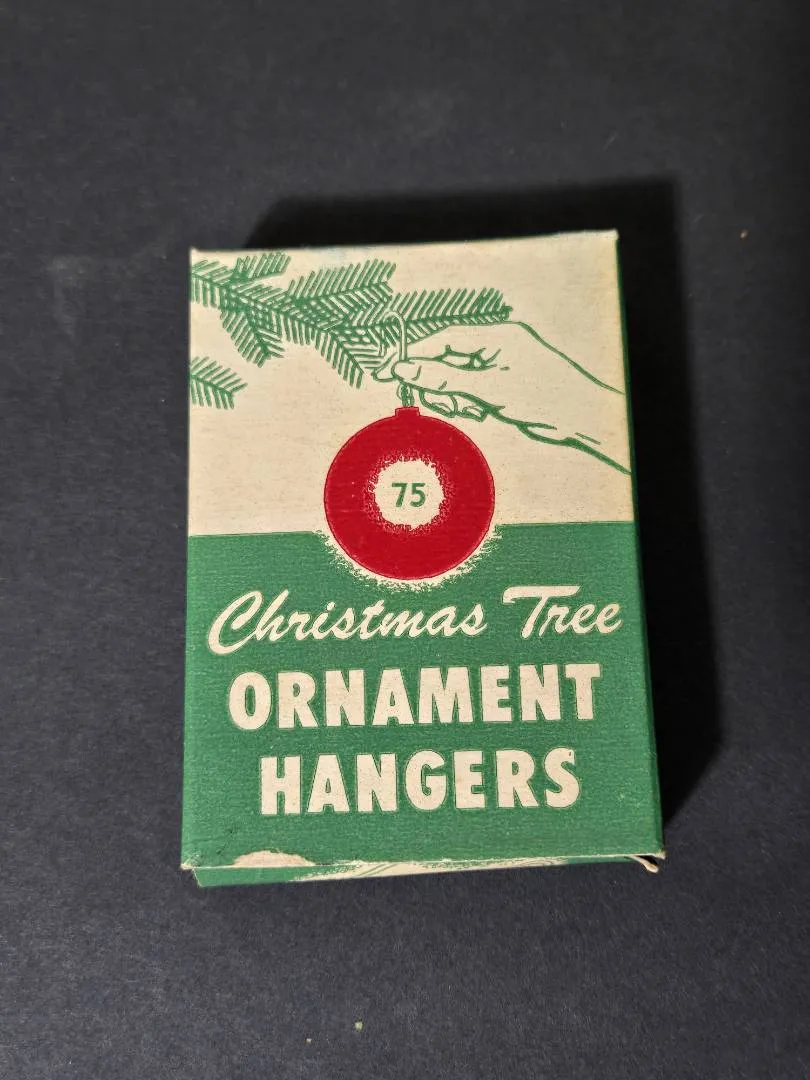 75
Christmas Tree
ORNAMENT
HANGERS